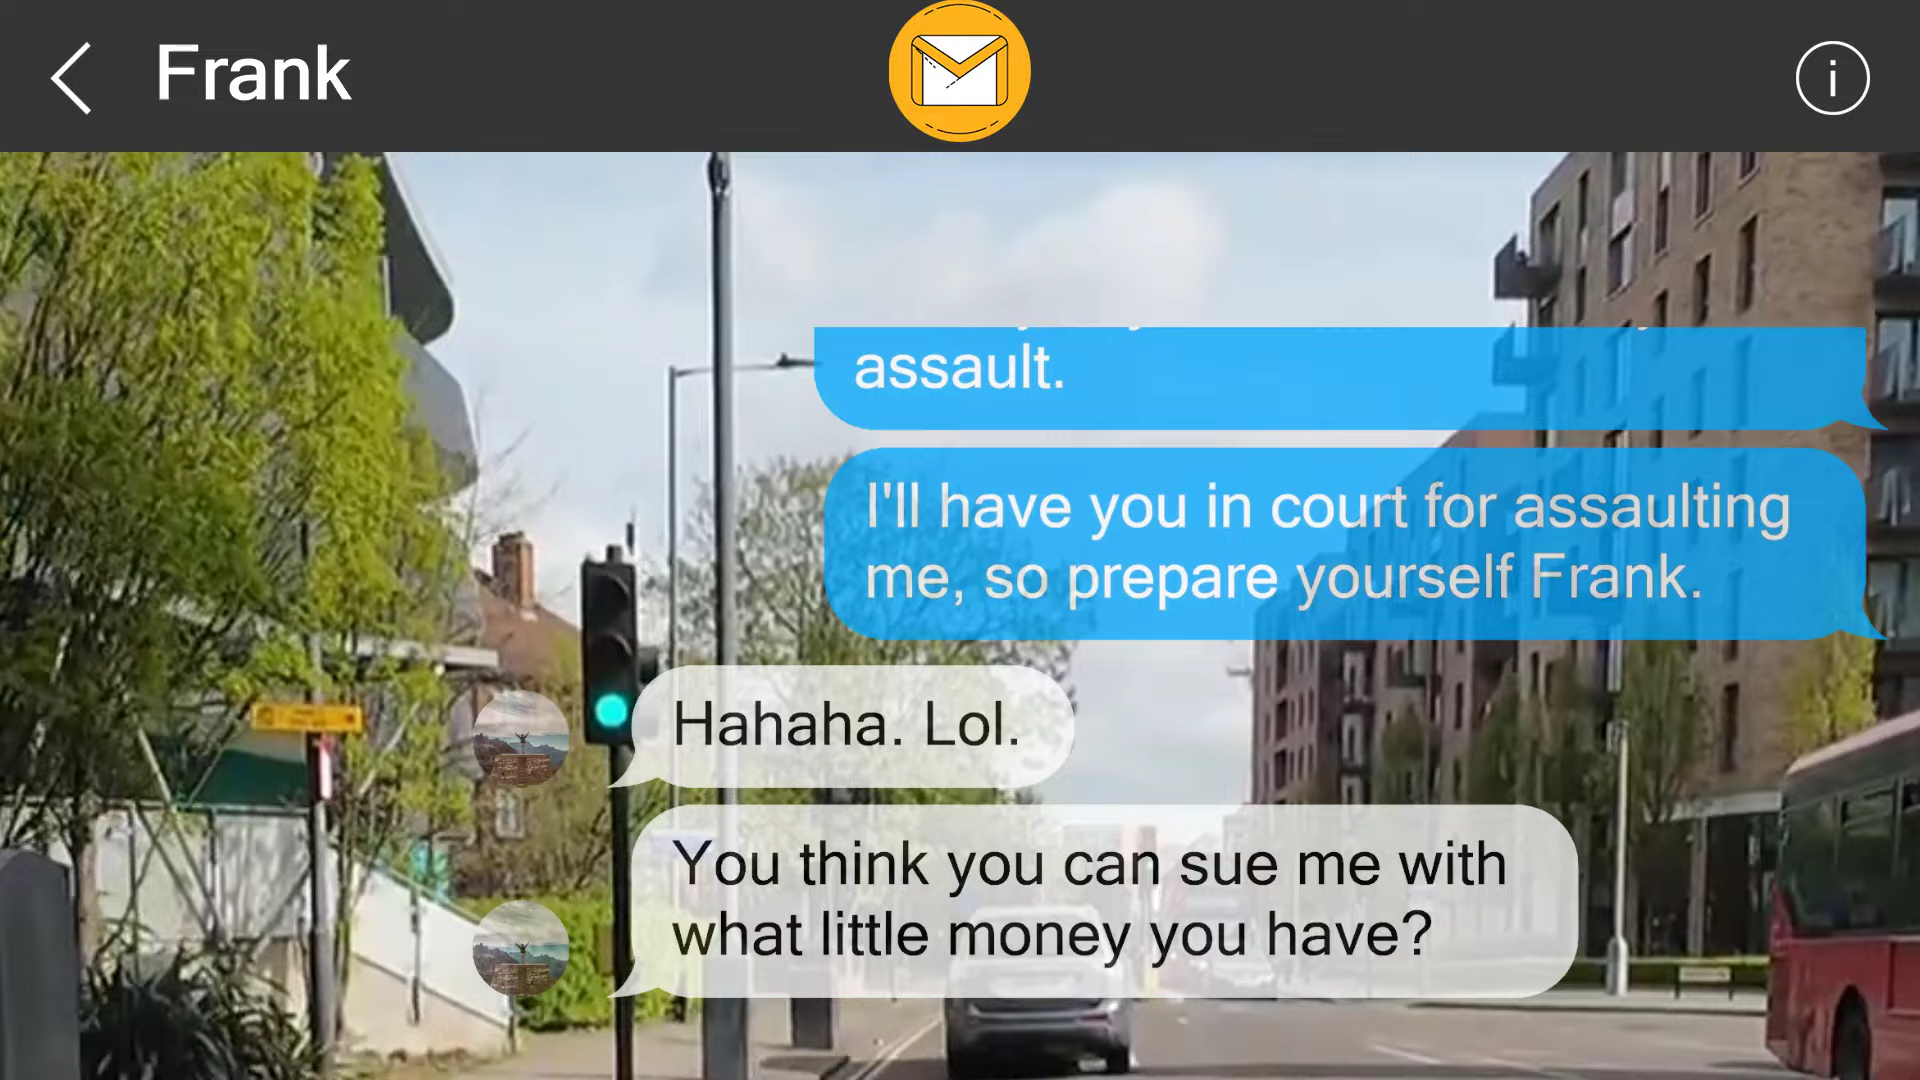 Frank
assault.
I'll have you in court for assaulting
me, so prepare yourself Frank.
Hahaha. Lol.
You think you can sue me with
what little money you have?